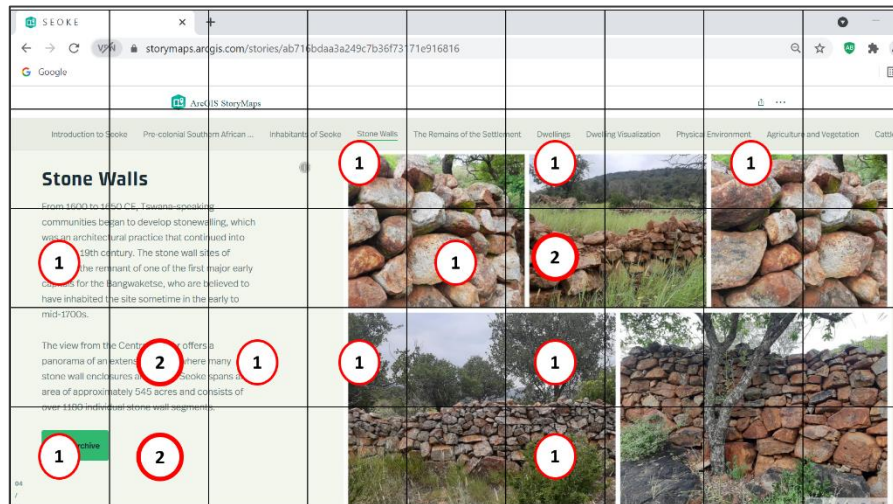 SEOKE
VPN storymaps.arcgis.com/stories/ab716bdaa3a249c7b36f73171e916816
Google
ArcGIS StoryMaps
Introduction to Seoke Pre-colonial Southern African ... Inhabitants of Seoke Stone Walls The Remains of the Settlement Dwellings Dwelling Visualization Physical Environment Agriculture and Vegetation
1 1 1
Stone Walls
From 1600 to 1650 CE, Tswana-speaking
communities began to develop stonewalling, which
was an architectural practice that continued into
19th century. The stone wall sites of
1 1 2
the remnant of one of the first major early
for the Bangwaketse, who are believed to
have inhabited the site sometime in the early to
mid-1700s.
The view from the offers a
panorama of an where many
2 1 1 1
stone wall enclosures Seoke spans
area of approximately 545 acres and consists of
over 1180 individual stone wall segments.
1 2 1
04
/